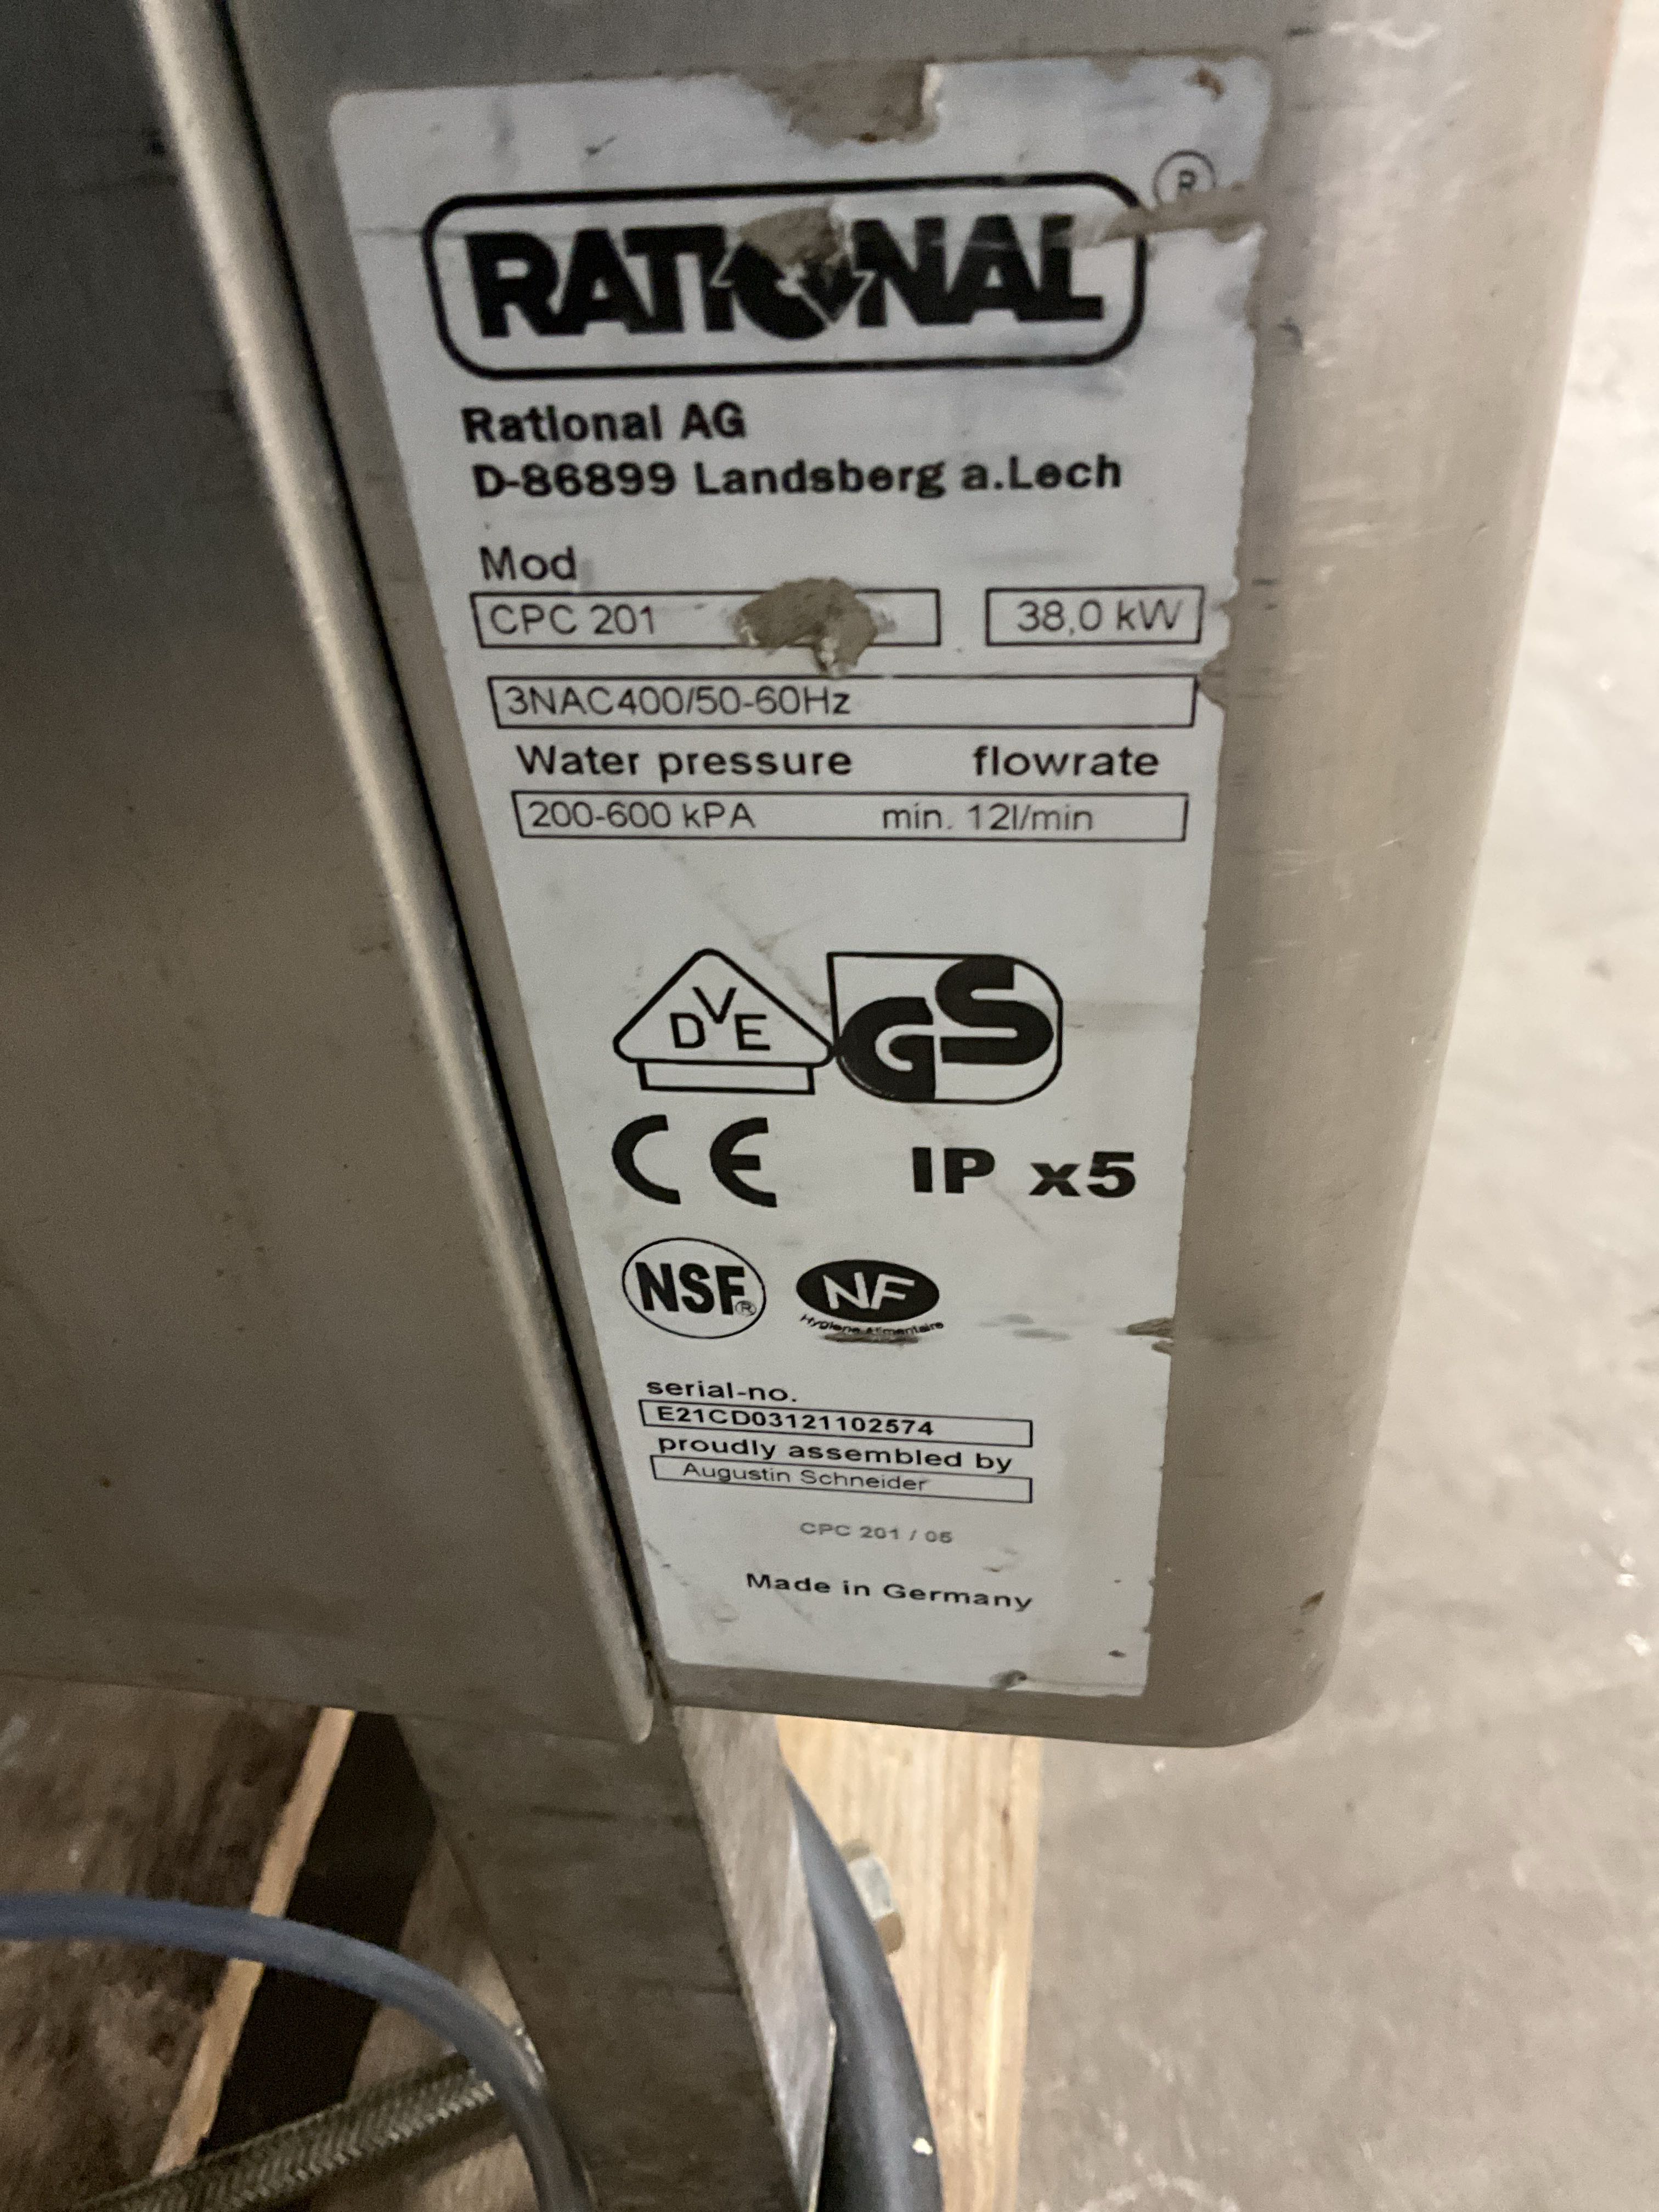 RATIONAL ®
Rational AG
D-86899 Landsberg a.Lech
Mod
CPC 201 38,0 kW
3NAC400/50-60Hz
Water pressure flowrate
200-600 kPA min. 12l/min
DVE GS
CE IP x5
NSF® NF
Hygiene Alimentaire
serial-no.
E21CD03121102574
proudly assembled by
Augustin Schneider
CPC 201 / 05
Made in Germany